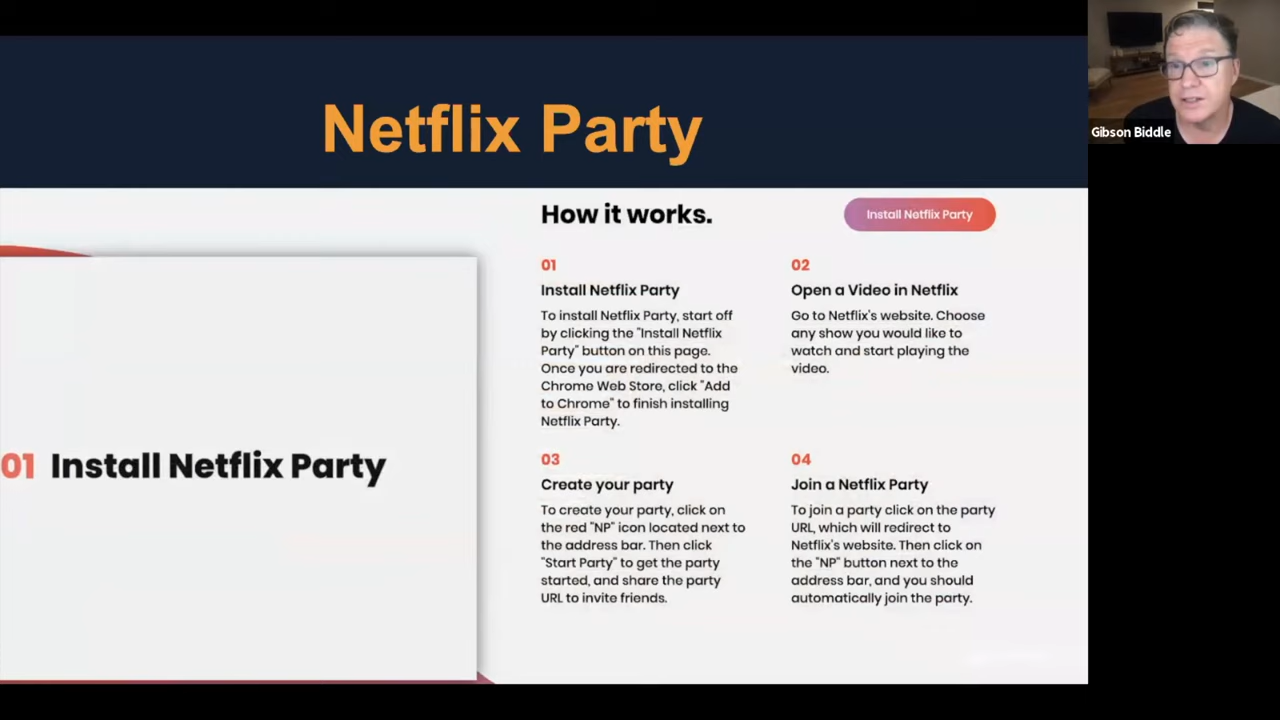 Netflix Party
Gibson Biddle
How it works.
Install Netflix Party
01
Install Netflix Party
To install Netflix Party, start off
by clicking the "Install Netflix
Party" button on this page.
Once you are redirected to the
Chrome Web Store, click "Add
to Chrome" to finish installing
Netflix Party.
02
Open a Video in Netflix
Go to Netflix's website. Choose
any show you would like to
watch and start playing the
video.
01 Install Netflix Party
03
Create your party
To create your party, click on
the red "NP" icon located next to
the address bar. Then click
"Start Party" to get the party
started, and share the party
URL to invite friends.
04
Join a Netflix Party
To join a party click on the party
URL, which will redirect to
Netflix's website. Then click on
the "NP" button next to the
address bar, and you should
automatically join the party.